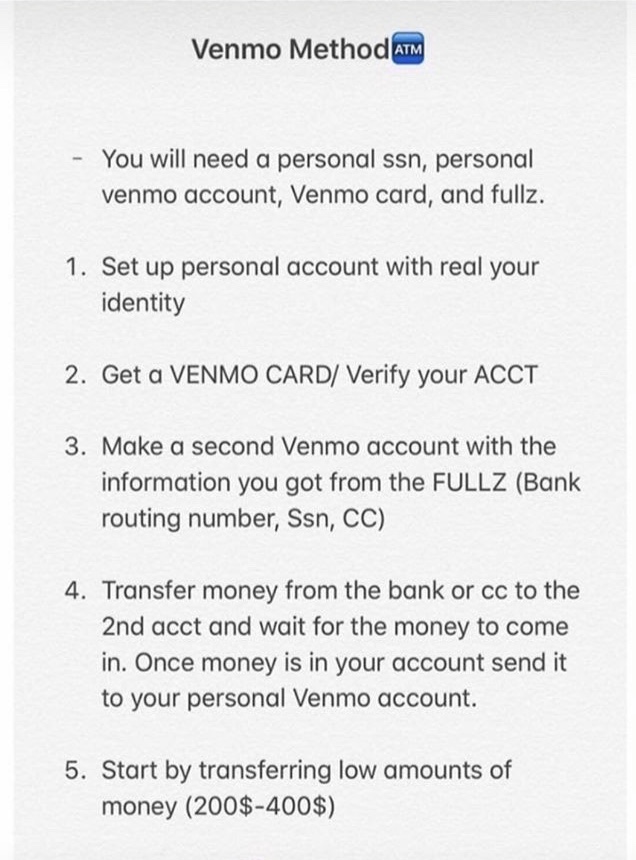 Venmo Method🏧
- You will need a personal ssn, personal
venmo account, Venmo card, and fullz.
1. Set up personal account with real your
identity
2. Get a VENMO CARD/ Verify your ACCT
3. Make a second Venmo account with the
information you got from the FULLZ (Bank
routing number, Ssn, CC)
4. Transfer money from the bank or cc to the
2nd acct and wait for the money to come
in. Once money is in your account send it
to your personal Venmo account.
5. Start by transferring low amounts of
money (200$-400$)